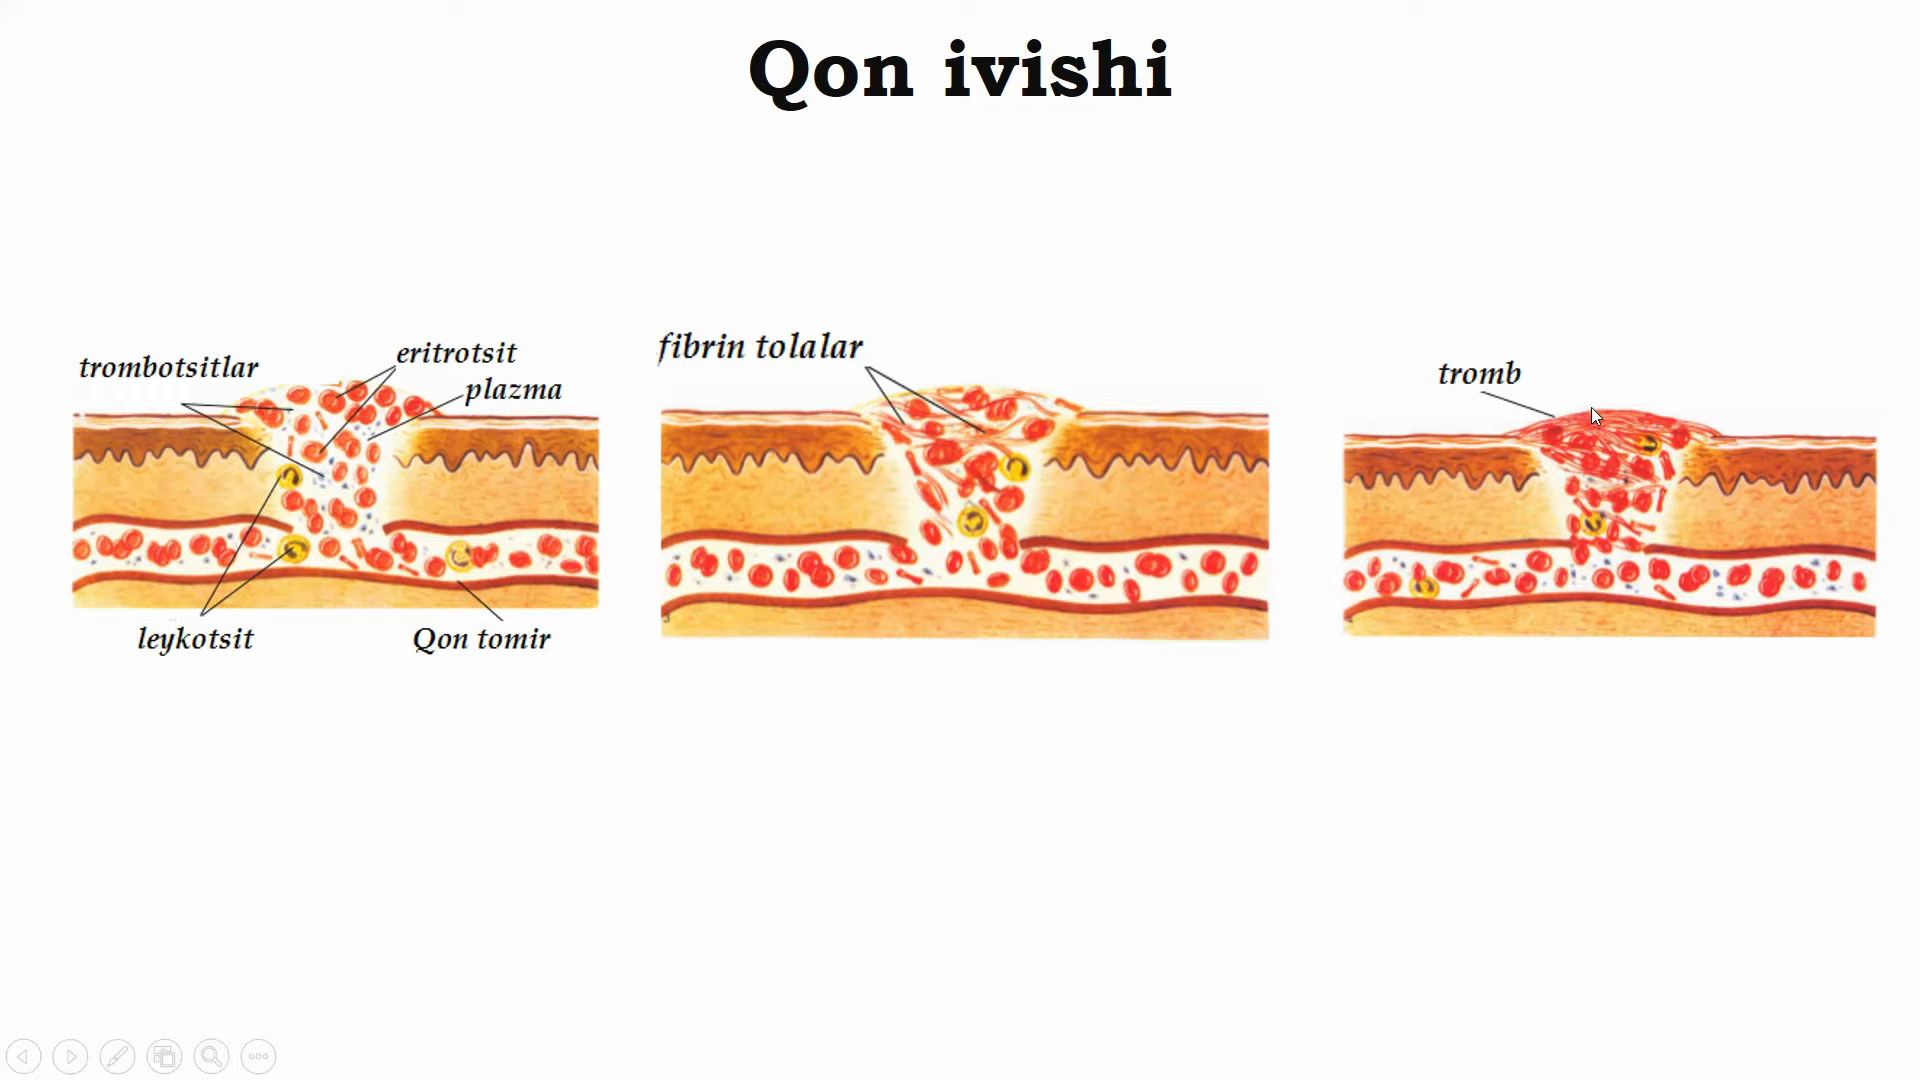 Qon ivishi
trombotsitlar
eritrotsit
plazma
leykotsit
Qon tomir
fibrin tolalar
tromb